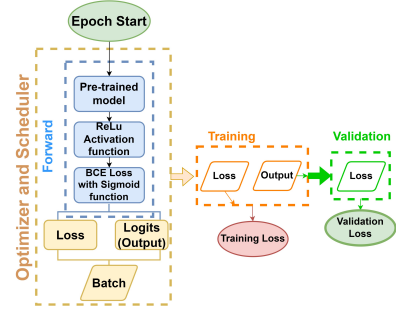 Epoch Start
Optimizer and Scheduler
Forward
Pre-trained
model
ReLu
Activation
function
BCE Loss
with Sigmoid
function
Loss
Logits
(Output)
Batch
Training
Loss
Output
Training Loss
Validation
Loss
Validation
Loss